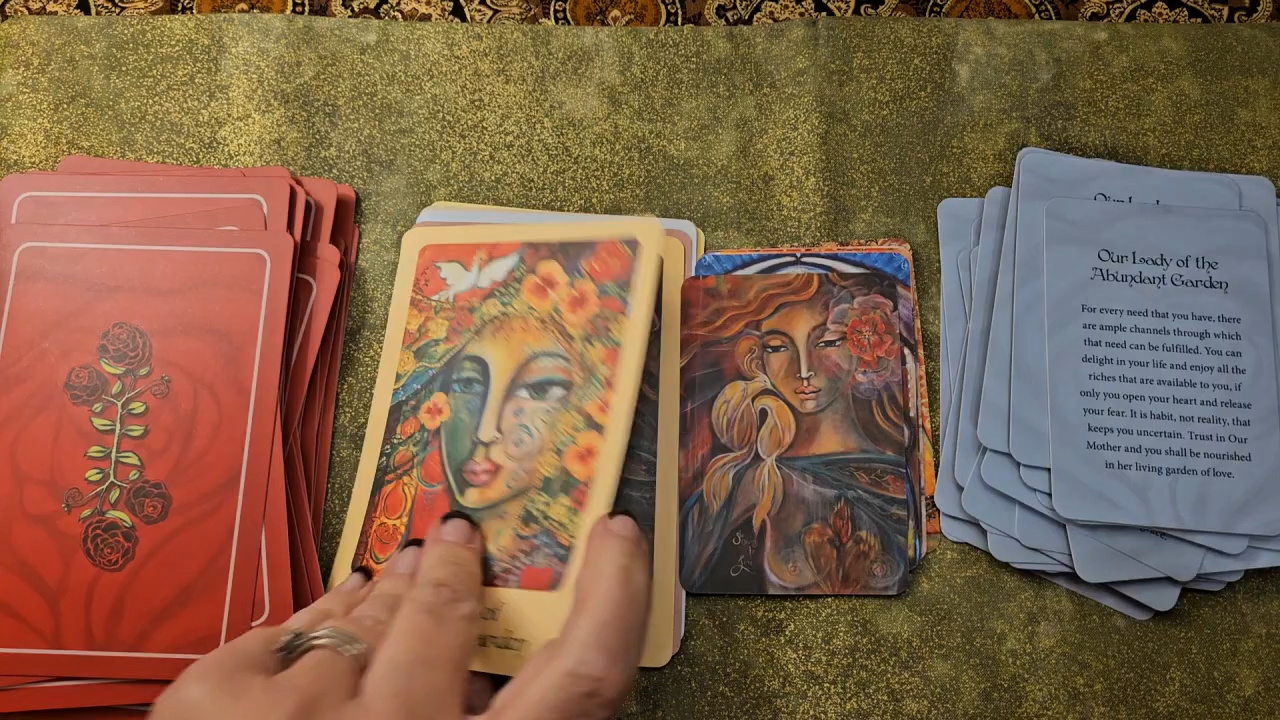 Our Lady of the
Abundant Garden
For every need that you have, there
are ample channels through which
that need can be fulfilled. You can
delight in your life and enjoy all the
riches that are available to you, if
only you open your heart and release
your fear. It is habit, not reality, that
keeps you uncertain. Trust in Our
Mother and you shall be nourished
in her living garden of love.